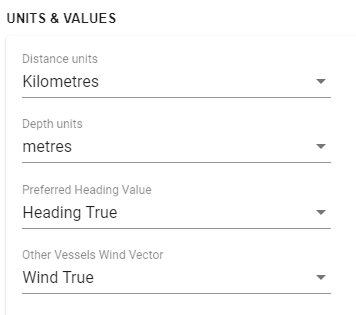 UNITS & VALUES
Distance units
Kilometres
Depth units
metres
Preferred Heading Value
Heading True
Other Vessels Wind Vector
Wind True